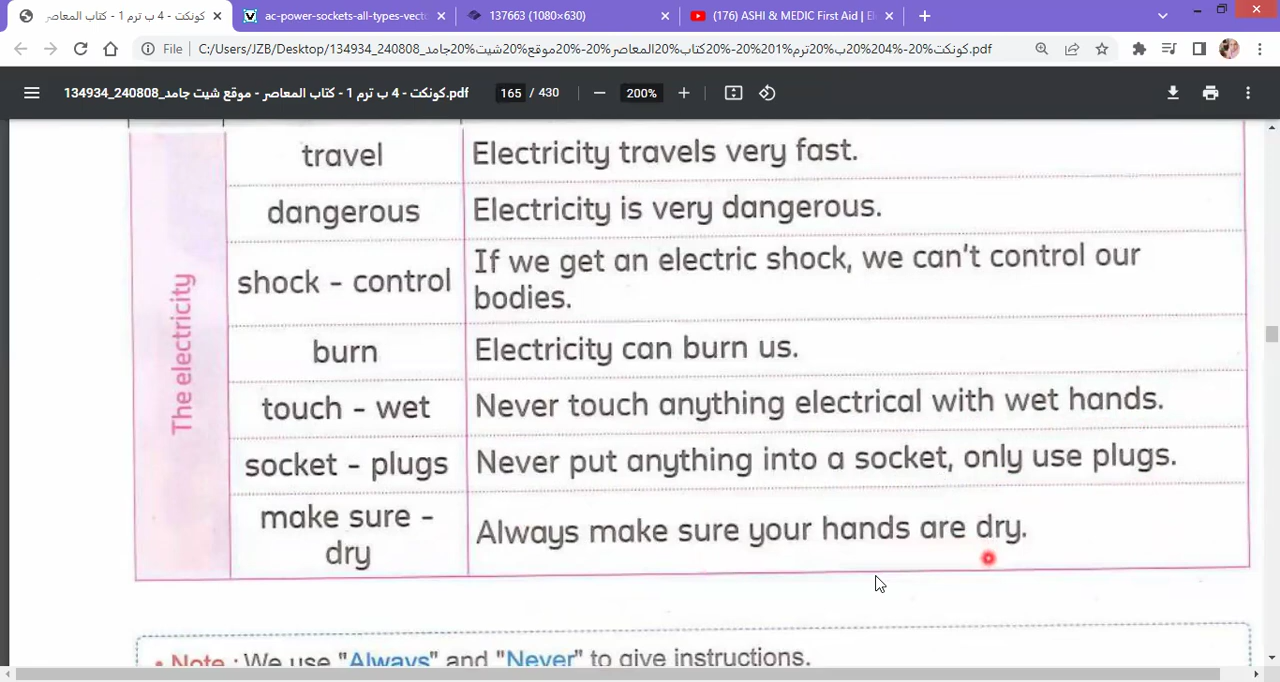 كونكت - 4 ب ترم 1 - كتاب المعاصر
ac-power-sockets-all-types-vecto
137663 (1080×630)
(176) ASHI & MEDIC First Aid | El
File
C:/Users/JZB/Desktop/134934_240808_كونكت%20-%204%20ب%20ترم%201%20-%20كتاب%20المعاصر%20-%20موقع%20شيت%20جامد.pdf
134934_240808_كونكت - 4 ب ترم 1 - كتاب المعاصر - موقع شيت جامد.pdf
165 / 430
200%
The electricity
travel
Electricity travels very fast.
dangerous
Electricity is very dangerous.
shock - control
If we get an electric shock, we can't control our
bodies.
burn
Electricity can burn us.
touch - wet
Never touch anything electrical with wet hands.
socket - plugs
Never put anything into a socket, only use plugs.
make sure -
dry
Always make sure your hands are dry.
• Note : We use "Always" and "Never" to give instructions.